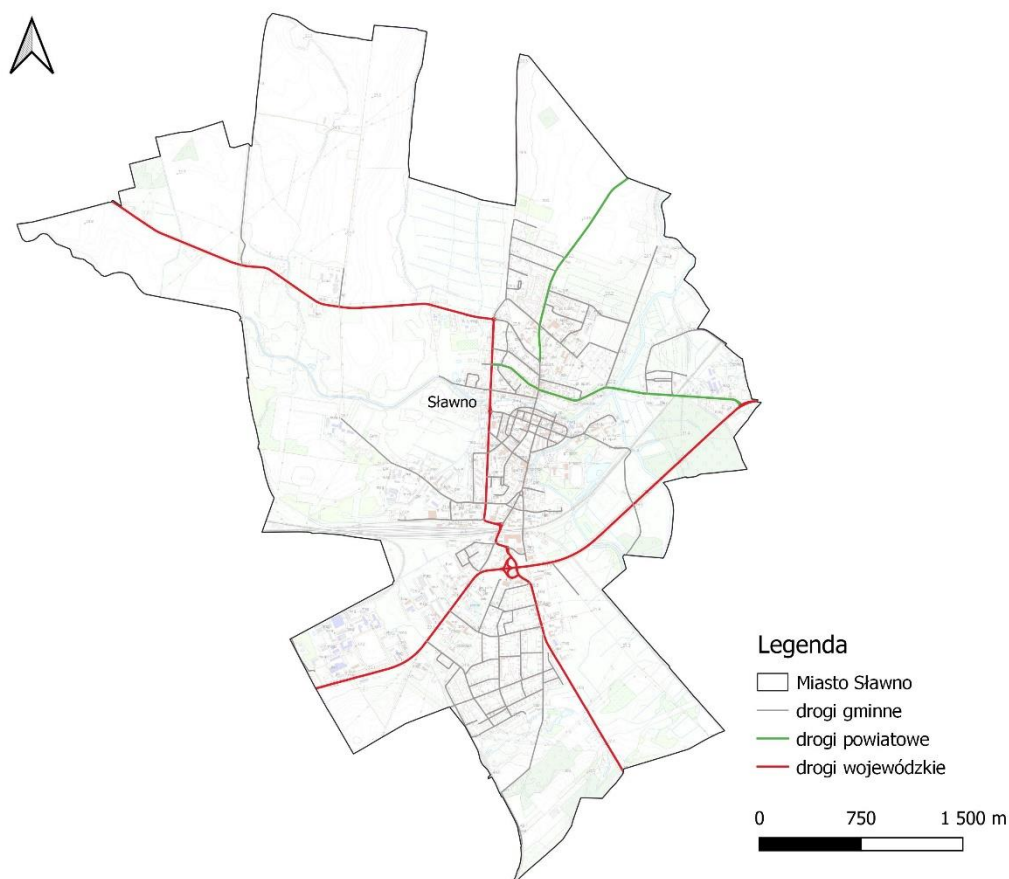 Sławno
Legenda
Miasto Sławno
drogi gminne
drogi powiatowe
drogi wojewódzkie
0 750 1 500 m